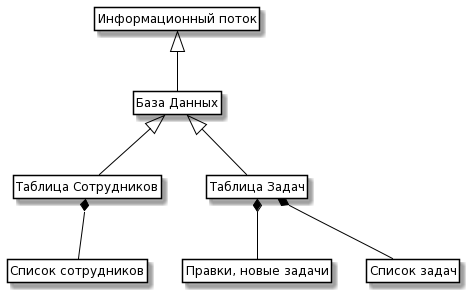 Информационный поток
База Данных
Таблица Сотрудников
Таблица Задач
Список сотрудников
Правки, новые задачи
Список задач